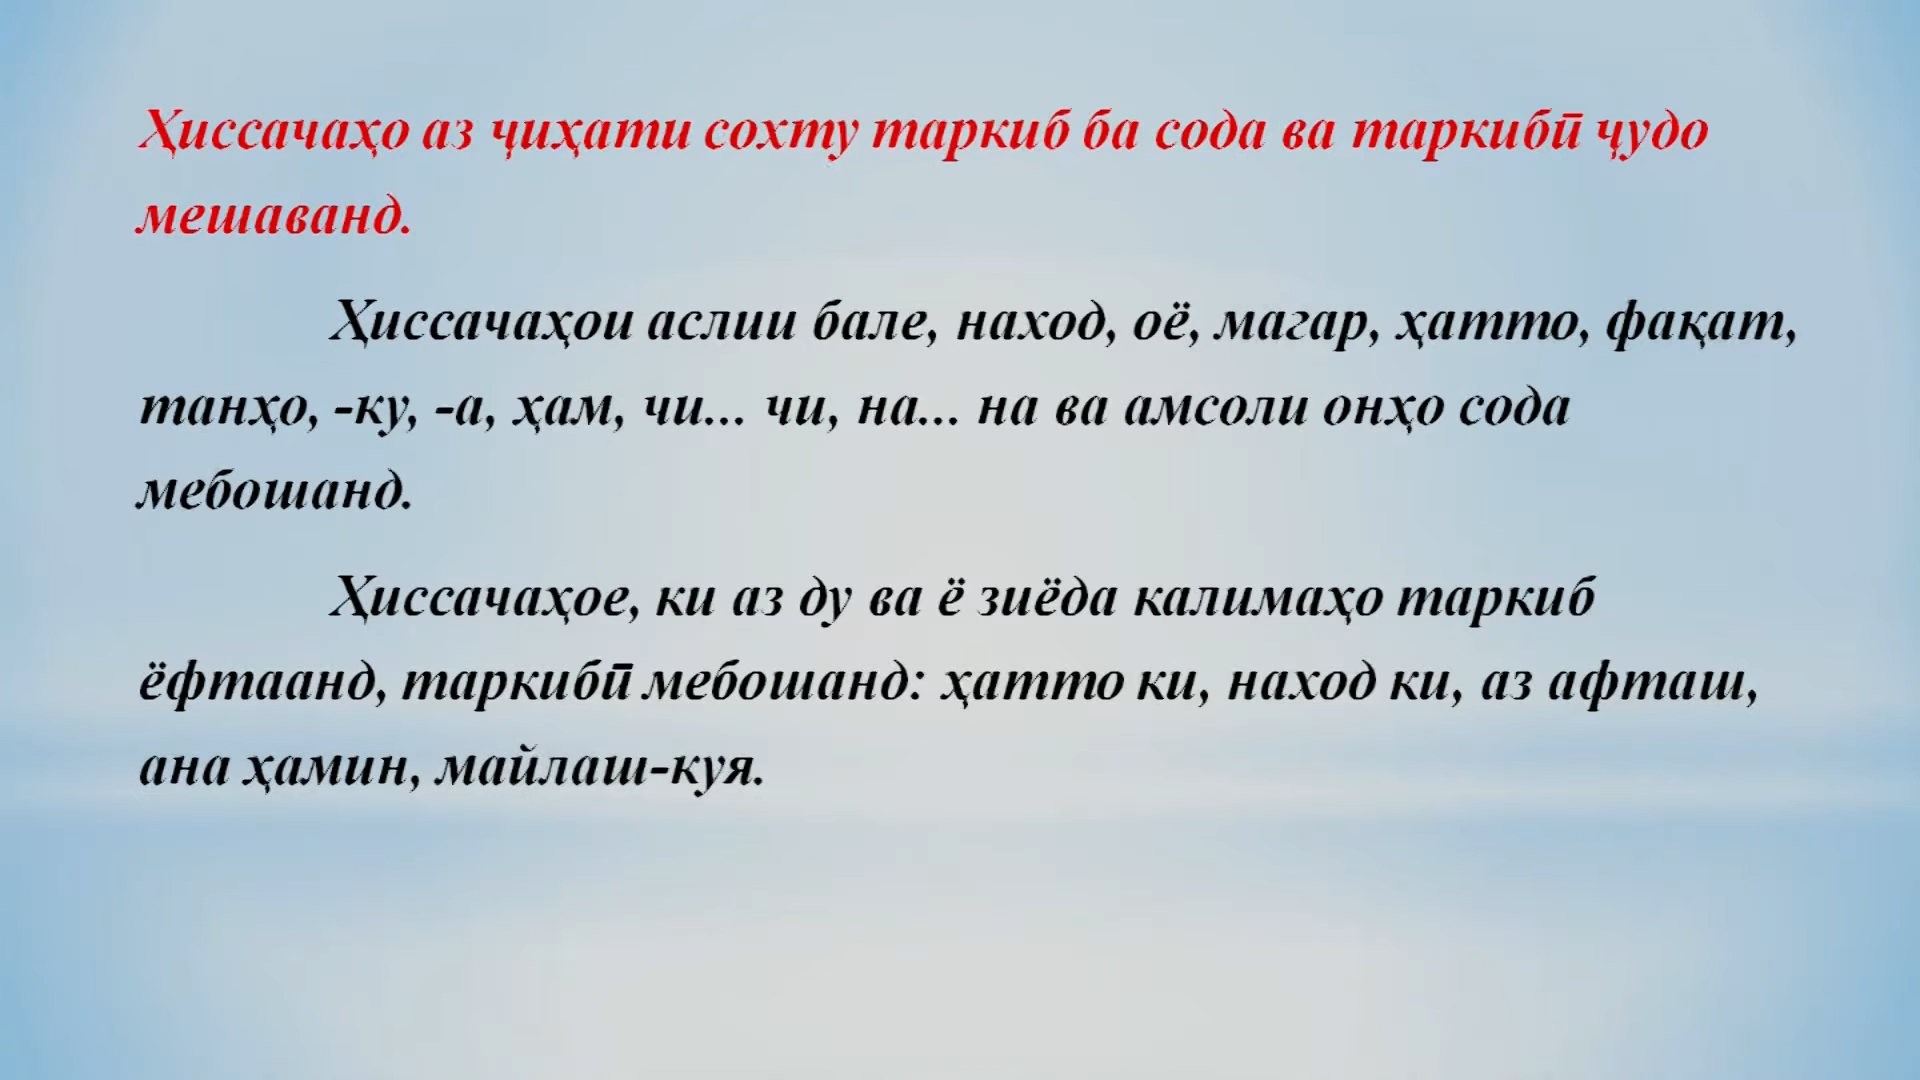 Ҳиссачаҳо аз ҷиҳати сохту таркиб ба сода ва таркибӣ ҷудо
мешаванд.
Ҳиссачаҳои аслии бале, наход, оё, магар, ҳатто, фақат,
танҳо, -ку, -а, ҳам, чи... чи, на... на ва амсоли онҳо сода
мебошанд.
Ҳиссачаҳое, ки аз ду ва ё зиёда калимаҳо таркиб
ёфтаанд, таркибӣ мебошанд: ҳатто ки, наход ки, аз афташ,
ана ҳамин, майлаш-куя.